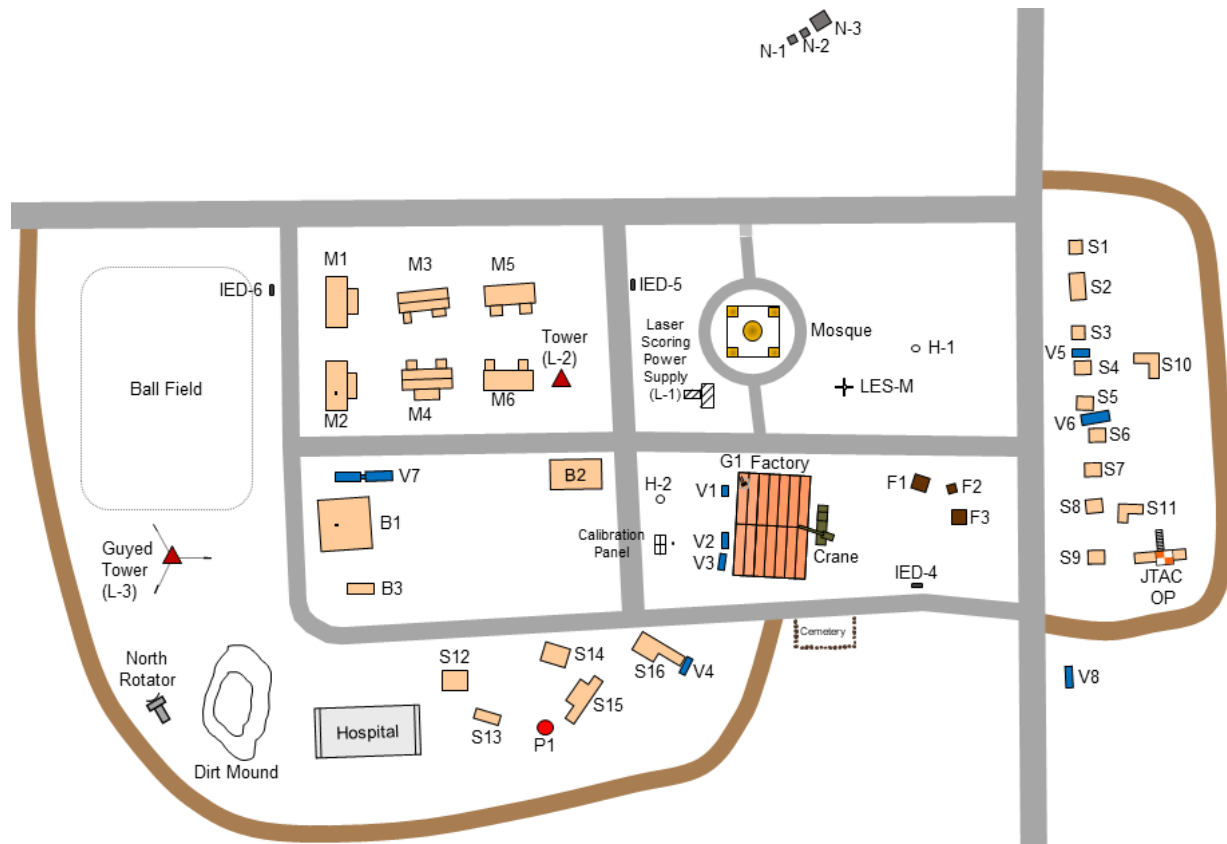 N-1
N-2
N-3
M1
M3
M5
IED-6
IED-5
S1
S2
Laser
Scoring
Power
Supply
(L-1)
Mosque
Tower
(L-2)
H-1
S3
V5
S4
S10
Ball Field
LES-M
M2
M4
M6
S5
V6
S6
G1
Factory
V7
B2
H-2
V1
F1
F2
S7
B1
F3
S8
S11
Guyed
Tower
(L-3)
Calibration
Panel
V2
V3
Crane
S9
IED-4
JTAC
OP
B3
Cemetery
North
Rotator
S12
S14
S16
V4
V8
S15
Hospital
S13
P1
Dirt Mound